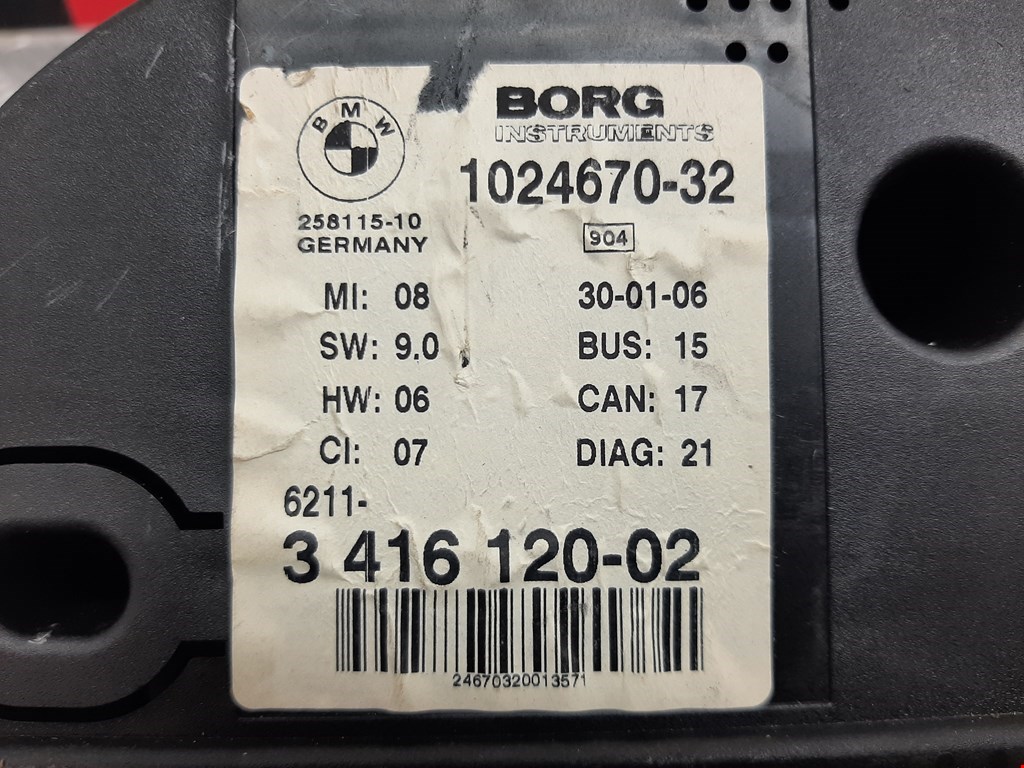 BMW
BORG
INSTRUMENTS
1024670-32
258115-10
GERMANY
904
MI: 08 30-01-06
SW: 9.0 BUS: 15
HW: 06 CAN: 17
CI: 07 DIAG: 21
6211-
3 416 120-02
24670320013571